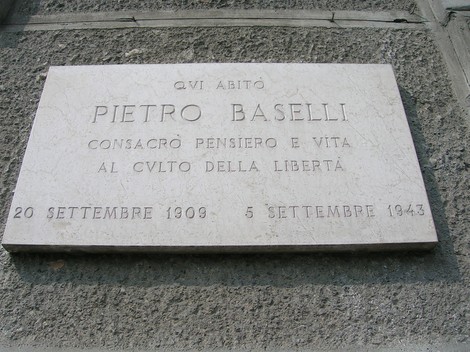 QVI ABITÒ
PIETRO BASELLI
CONSACRÒ PENSIERO E VITA
AL CVLTO DELLA LIBERTÀ
20 SETTEMBRE 1909 5 SETTEMBRE 1943